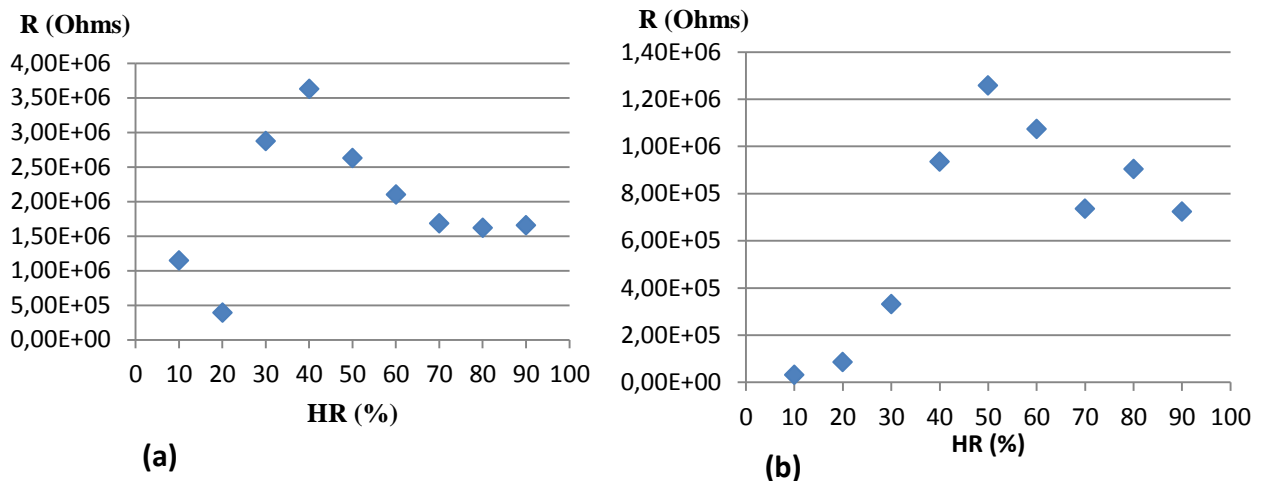 R (Ohms)
4,00E+06
3,50E+06
3,00E+06
2,50E+06
2,00E+06
1,50E+06
1,00E+06
5,00E+05
0,00E+00
0 10 20 30 40 50 60 70 80 90 100
HR (%)
(a)
R (Ohms)
1,40E+06
1,20E+06
1,00E+06
8,00E+05
6,00E+05
4,00E+05
2,00E+05
0,00E+00
0 10 20 30 40 50 60 70 80 90 100
HR (%)
(b)